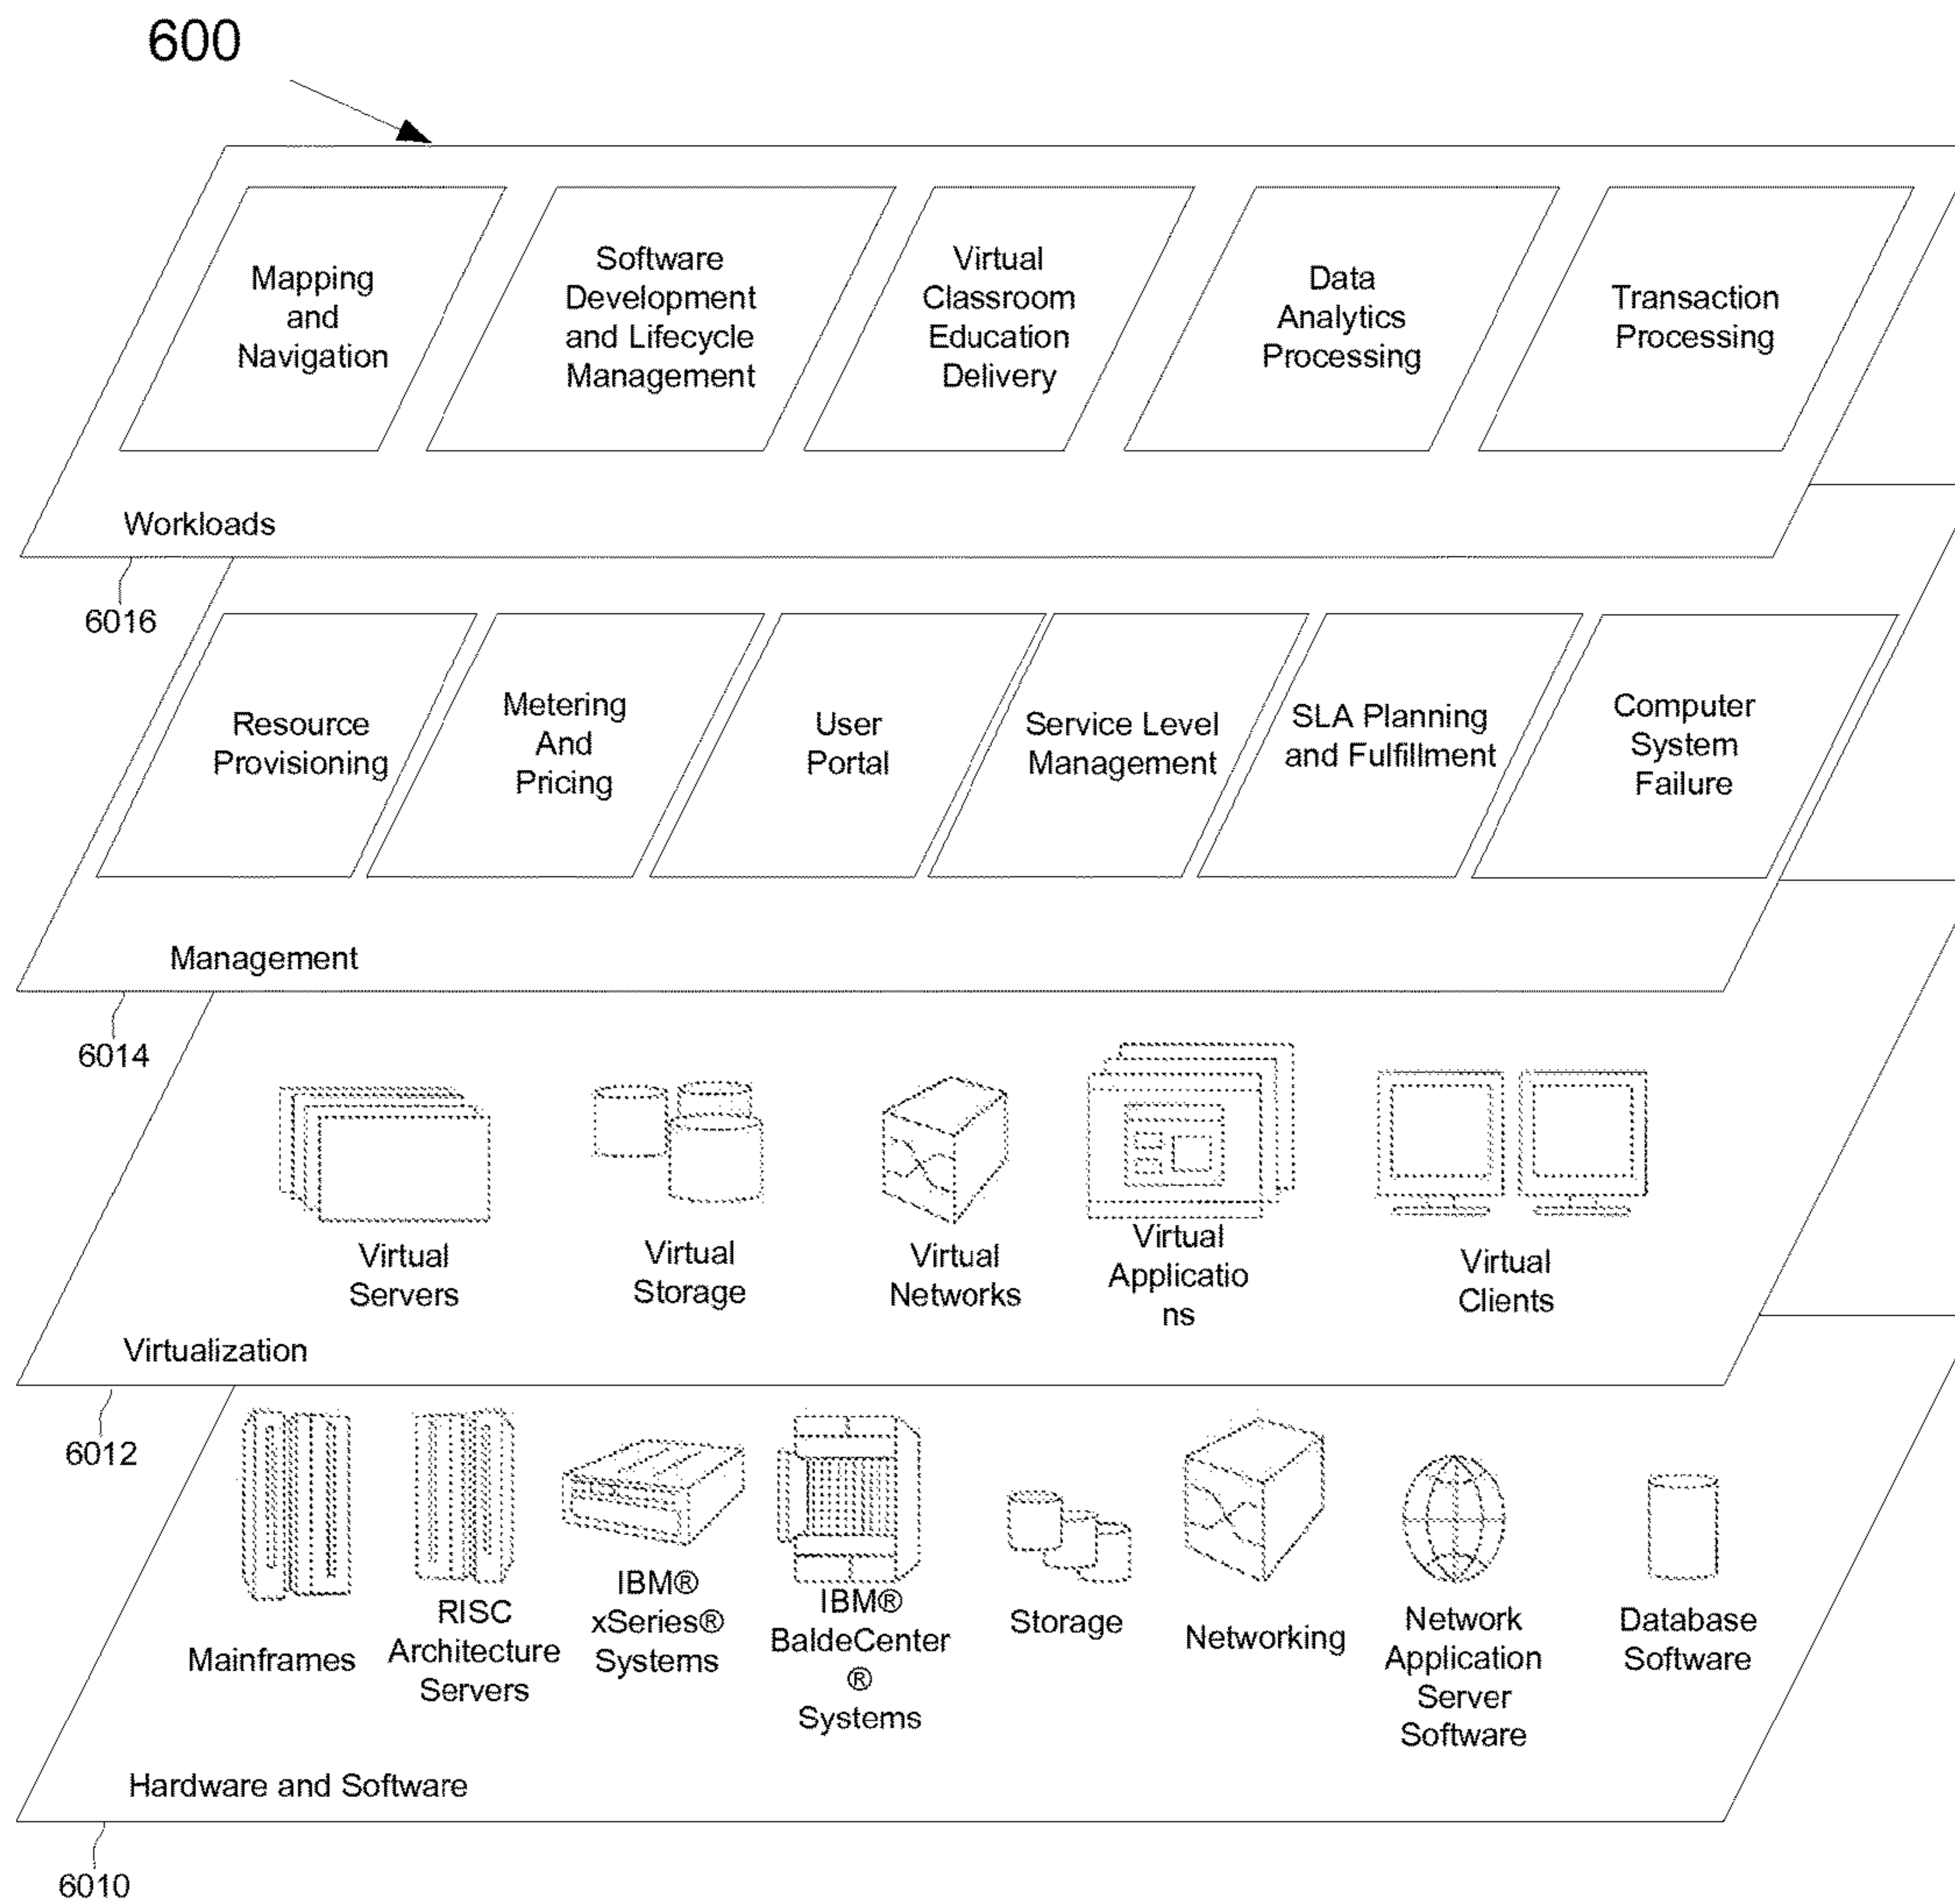 600
Mapping
and
Navigation
Software
Development
and Lifecycle
Management
Virtual
Classroom
Education
Delivery
Data
Analytics
Processing
Transaction
Processing
Workloads
6016
Resource
Provisioning
Metering
And
Pricing
User
Portal
Service Level
Management
SLA Planning
and Fulfillment
Computer
System
Failure
Management
6014
Virtual
Servers
Virtual
Storage
Virtual
Networks
Virtual
Applicatio
ns
Virtual
Clients
Virtualization
6012
Mainframes
RISC
Architecture
Servers
IBM®
xSeries®
Systems
IBM®
BaldeCenter
®
Systems
Storage
Networking
Network
Application
Server
Software
Database
Software
Hardware and Software
6010